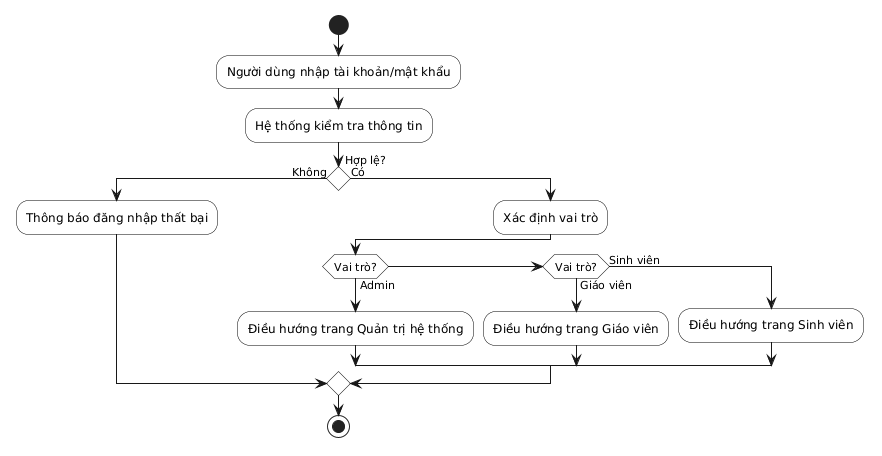 Người dùng nhập tài khoản/mật khẩu
Hệ thống kiểm tra thông tin
Hợp lệ?
Không
Có
Thông báo đăng nhập thất bại
Xác định vai trò
Vai trò?
Admin
Vai trò?
Giáo viên
Sinh viên
Điều hướng trang Quản trị hệ thống
Điều hướng trang Giáo viên
Điều hướng trang Sinh viên